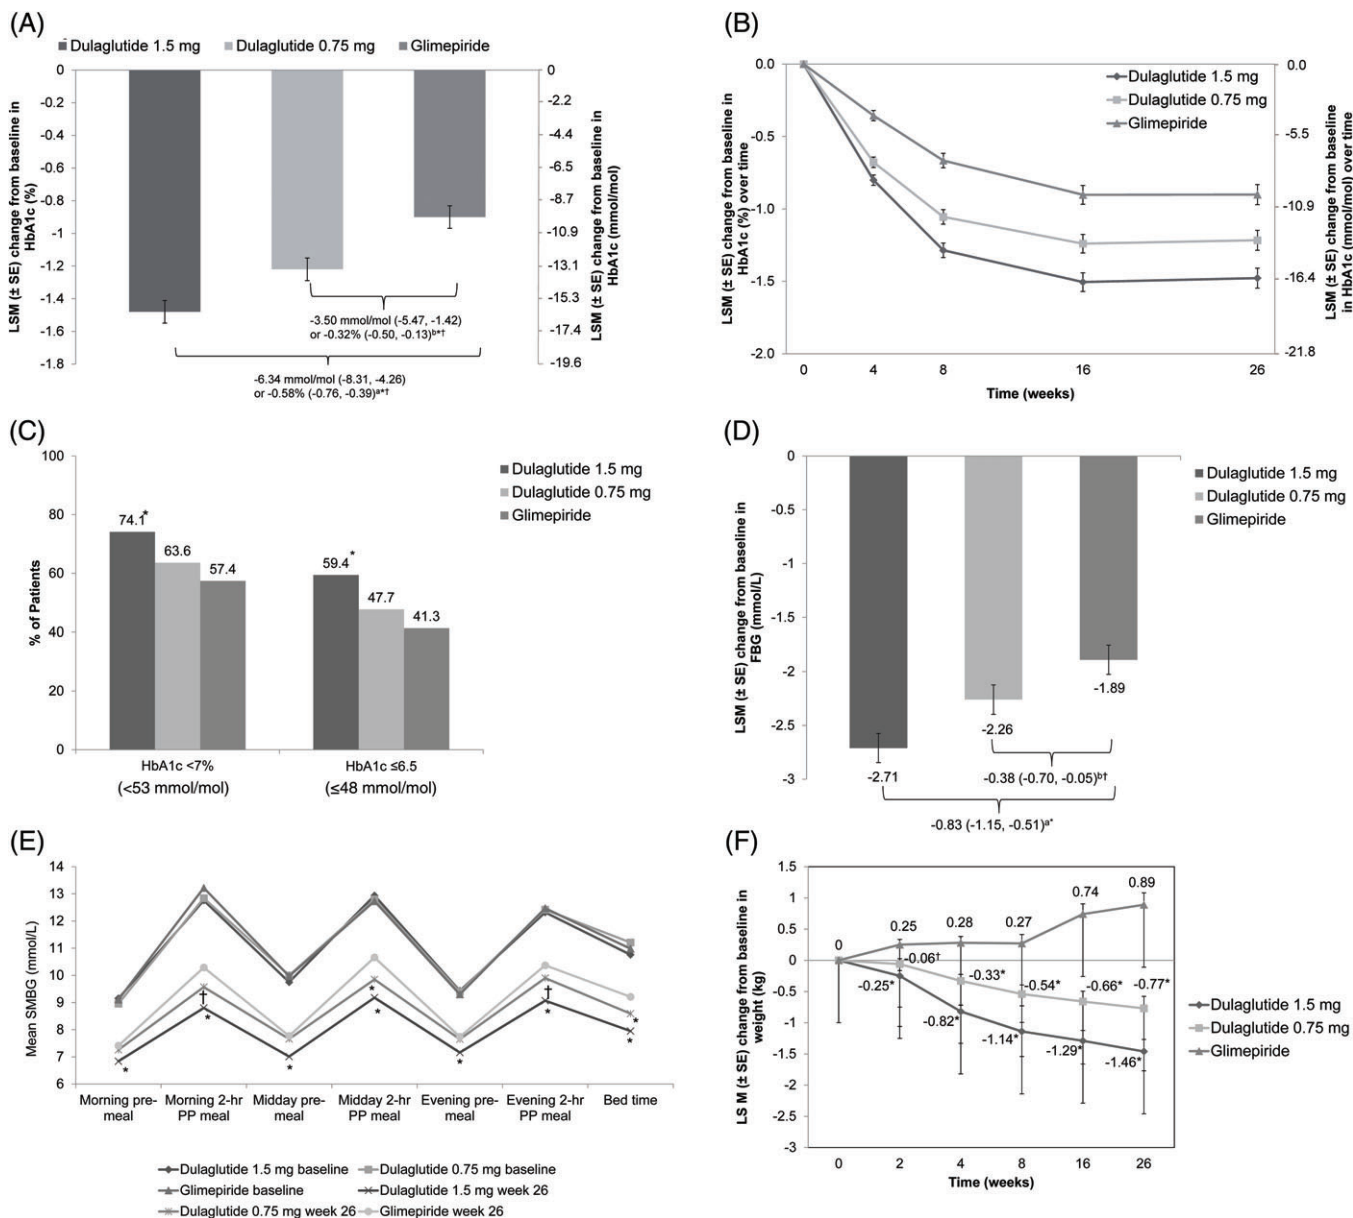 (A)
Dulaglutide 1.5 mg
Dulaglutide 0.75 mg
Glimepiride
LSM (± SE) change from baseline in
HbA1c (%)
0
-0.2
-0.4
-0.6
-0.8
-1
-1.2
-1.4
-1.6
-1.8
0
-2.2
-4.4
-6.5
-8.7
-10.9
-13.1
-15.3
-17.4
-19.6
LSM (± SE) change from baseline in
HbA1c (mmol/mol)
-3.50 mmol/mol (-5.47, -1.42)
or -0.32% (-0.50, -0.13)b*†
-6.34 mmol/mol (-8.31, -4.26)
or -0.58% (-0.76, -0.39)a*†
(B)
LSM (± SE) change from baseline in
HbA1c (%) over time
0.0
-0.5
-1.0
-1.5
-2.0
Dulaglutide 1.5 mg
Dulaglutide 0.75 mg
Glimepiride
0.0
-5.5
-10.9
-16.4
-21.8
LSM (± SE) change from baseline
in HbA1c (mmol/mol) over time
0
4
8
16
26
Time (weeks)
(C)
% of Patients
100
80
60
40
20
0
74.1*
63.6
57.4
59.4*
47.7
41.3
HbA1c <7%
(<53 mmol/mol)
HbA1c ≤6.5
(≤48 mmol/mol)
Dulaglutide 1.5 mg
Dulaglutide 0.75 mg
Glimepiride
(D)
LSM (± SE) change from baseline in
FBG (mmol/L)
0
-0.5
-1
-1.5
-2
-2.5
-3
-2.71
-2.26
-1.89
-0.38 (-0.70, -0.05)b†
-0.83 (-1.15, -0.51)a*
Dulaglutide 1.5 mg
Dulaglutide 0.75 mg
Glimepiride
(E)
Mean SMBG (mmol/L)
14
13
12
11
10
9
8
7
6
*
†
*
*
*
*
*
†
*
*
*
Morning pre-
meal
Morning 2-hr
PP meal
Midday pre-
meal
Midday 2-hr
PP meal
Evening pre-
meal
Evening 2-hr
PP meal
Bed time
Dulaglutide 1.5 mg baseline
Dulaglutide 0.75 mg baseline
Glimepiride baseline
Dulaglutide 1.5 mg week 26
Dulaglutide 0.75 mg week 26
Glimepiride week 26
(F)
LS M (± SE) change from baseline in
weight (kg)
1.5
1
0.5
0
-0.5
-1
-1.5
-2
-2.5
-3
0
0.25
0.28
0.27
0.74
0.89
-0.06†
-0.33*
-0.54*
-0.66*
-0.77*
-0.25*
-0.82*
-1.14*
-1.29*
-1.46*
0
2
4
8
16
26
Time (weeks)
Dulaglutide 1.5 mg
Dulaglutide 0.75 mg
Glimepiride